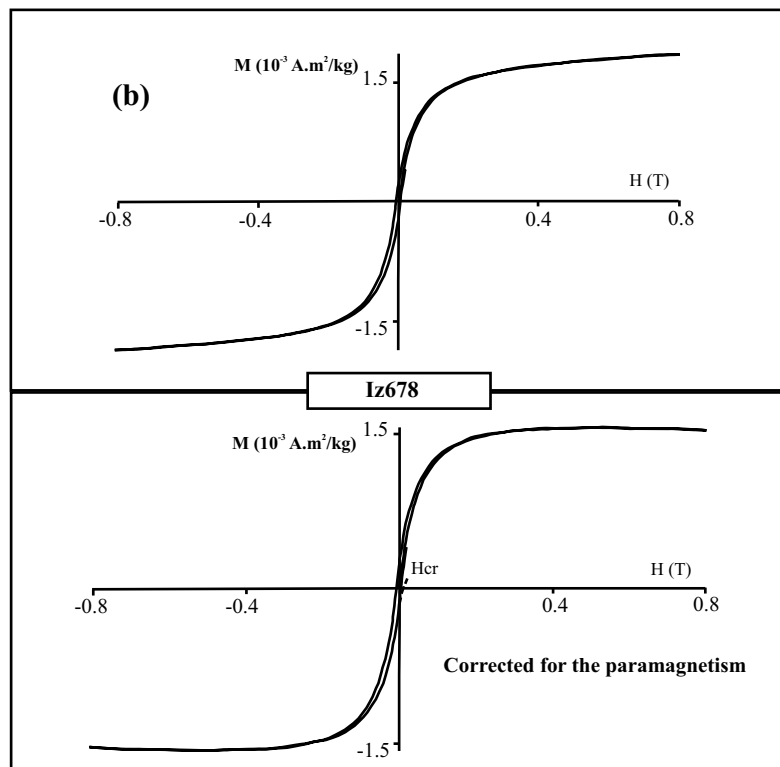 M (10⁻³ A.m²/kg)
1.5
(b)
H (T)
-0.8 -0.4 0.4 0.8
-1.5
Iz678
M (10⁻³ A.m²/kg)
1.5
Hcr H (T)
-0.8 -0.4 0.4 0.8
Corrected for the paramagnetism
-1.5